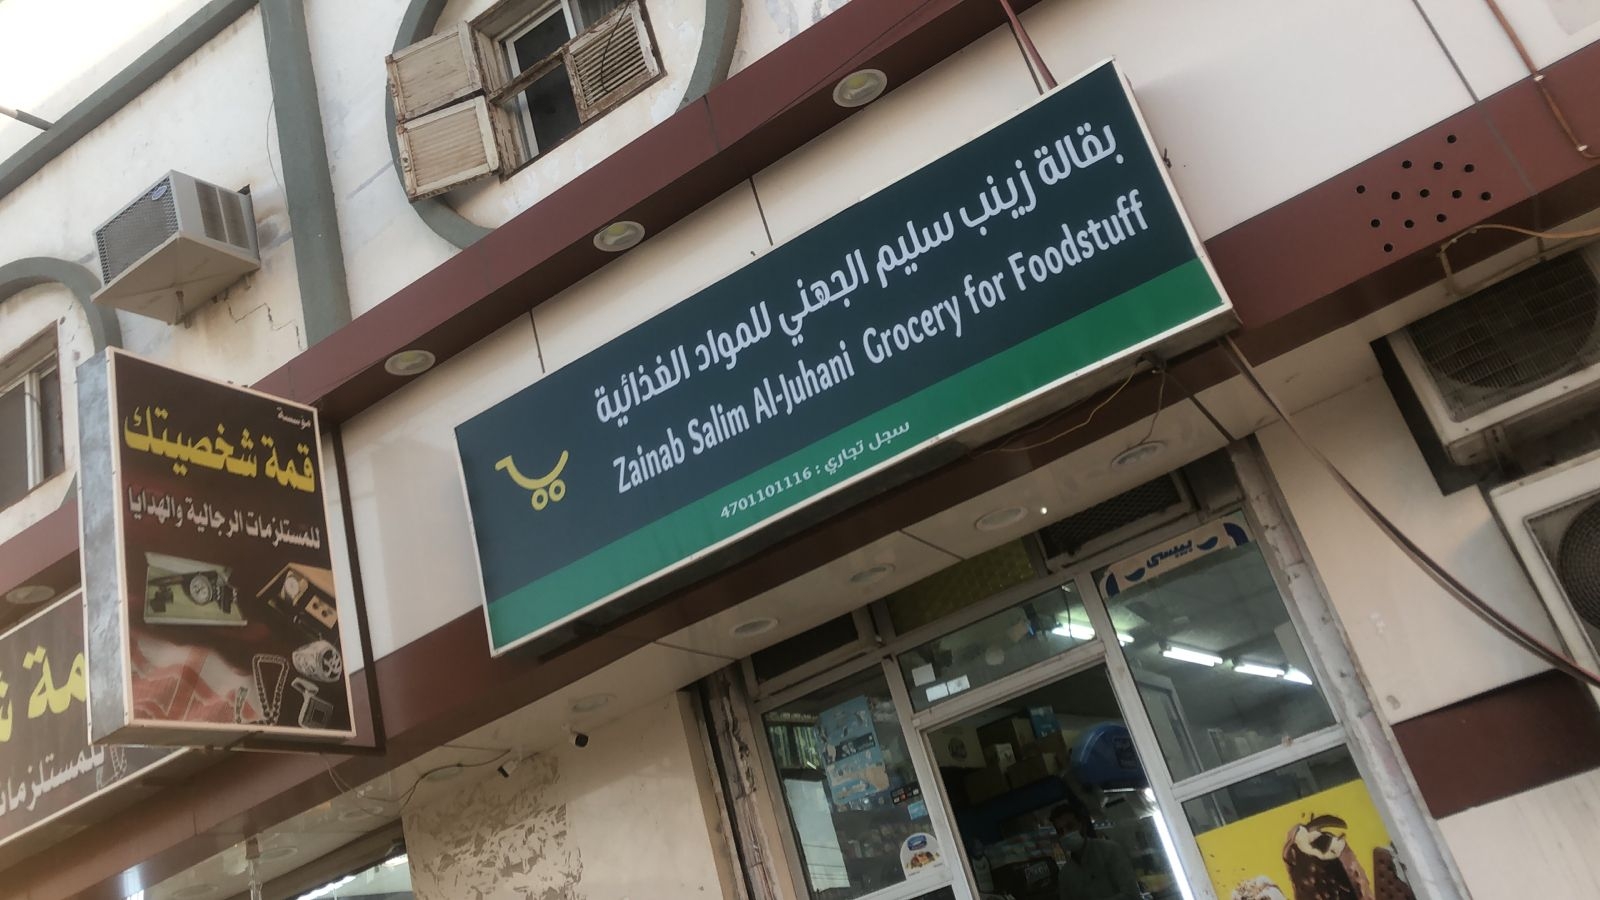 بقالة زينب سليم الجهني للمواد الغذائية
Zainab Salim Al-Juhani Grocery for Foodstuff
سجل تجاري : 4701101116
مؤسسة
قمة شخصيتك
للمستلزمات الرجالية والهدايا
بيبسي